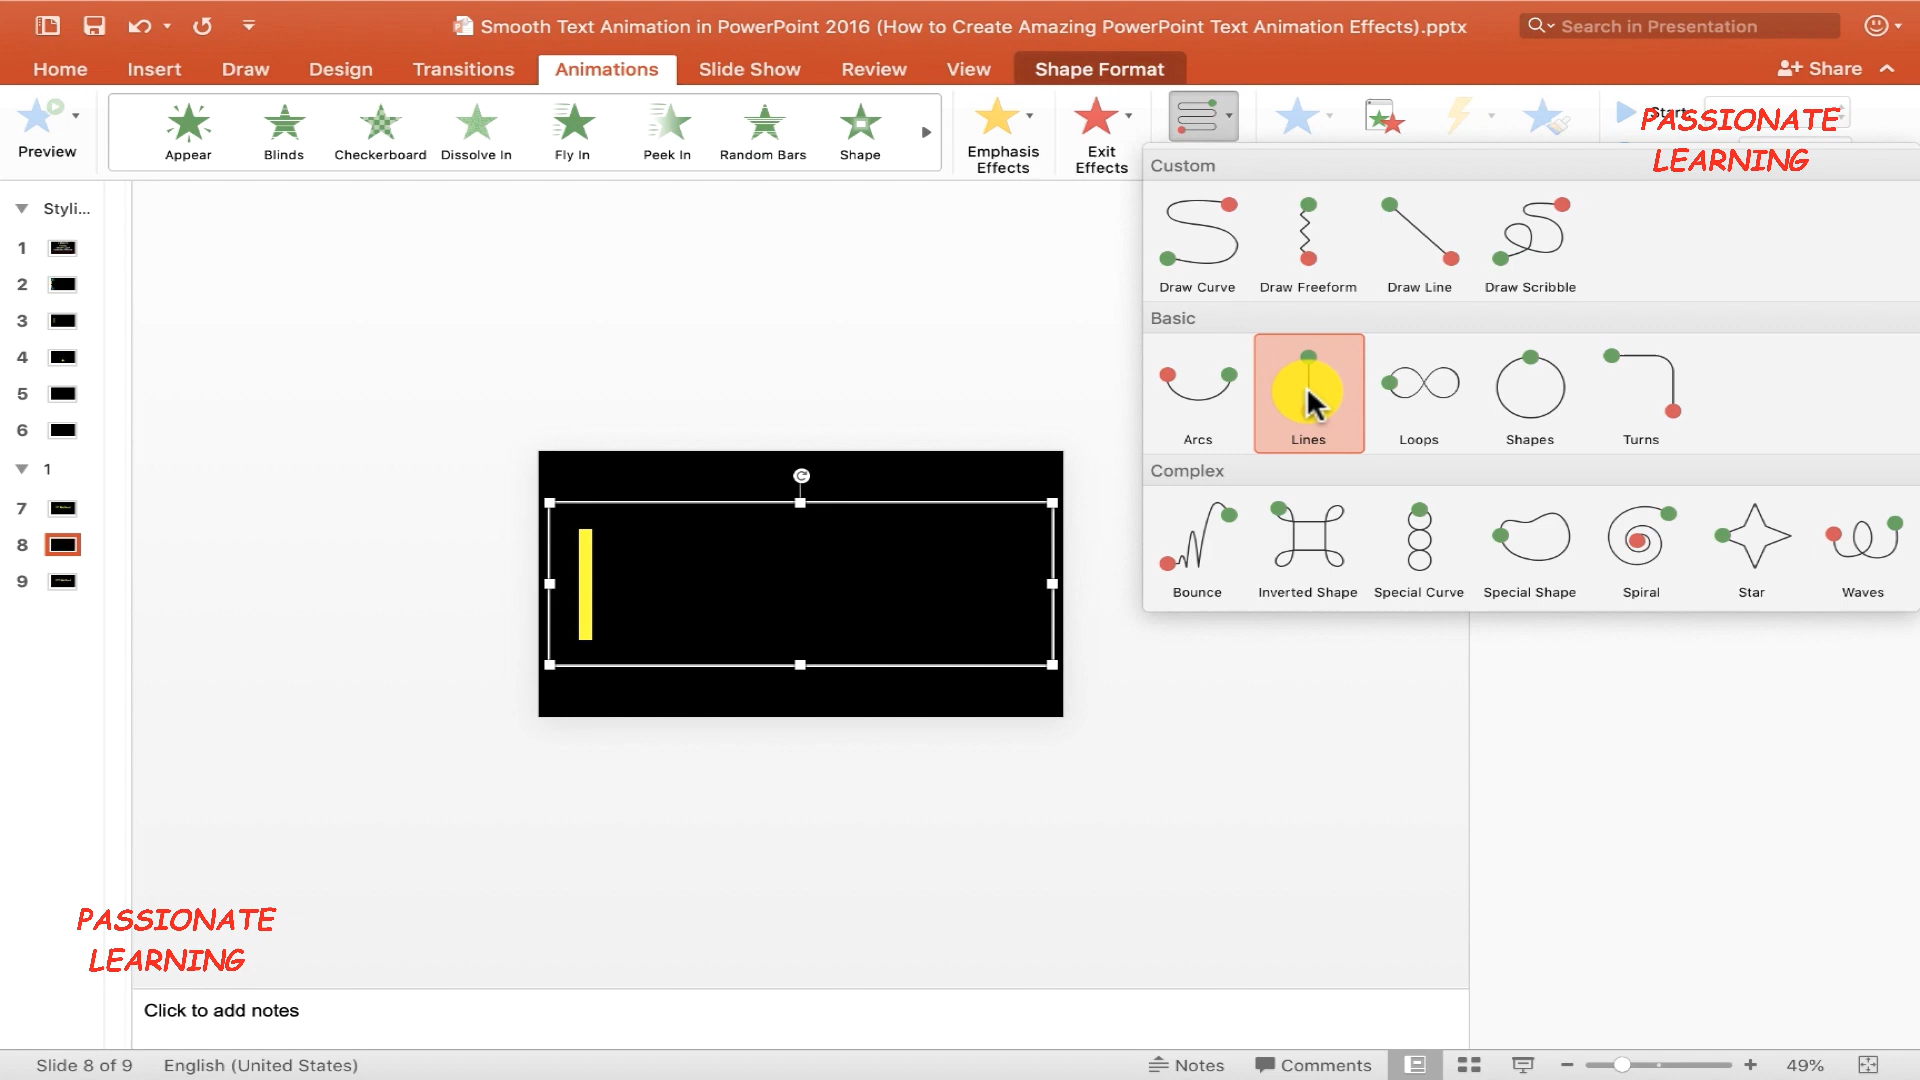 Smooth Text Animation in PowerPoint 2016 (How to Create Amazing PowerPoint Text Animation Effects).pptx
Search in Presentation
Home Insert Draw Design Transitions Animations Slide Show Review View Shape Format Share
Preview
Appear Blinds Checkerboard Dissolve In Fly In Peek In Random Bars Shape
Emphasis Effects
Exit Effects
Start:
PASSIONATE
LEARNING
Custom
Draw Curve Draw Freeform Draw Line Draw Scribble
Basic
Arcs Lines Loops Shapes Turns
Complex
Bounce Inverted Shape Special Curve Special Shape Spiral Star Waves
Styli...
1
2
3
4
5
6
1
7
8
9
PASSIONATE
LEARNING
Click to add notes
Slide 8 of 9 English (United States) Notes Comments 49%